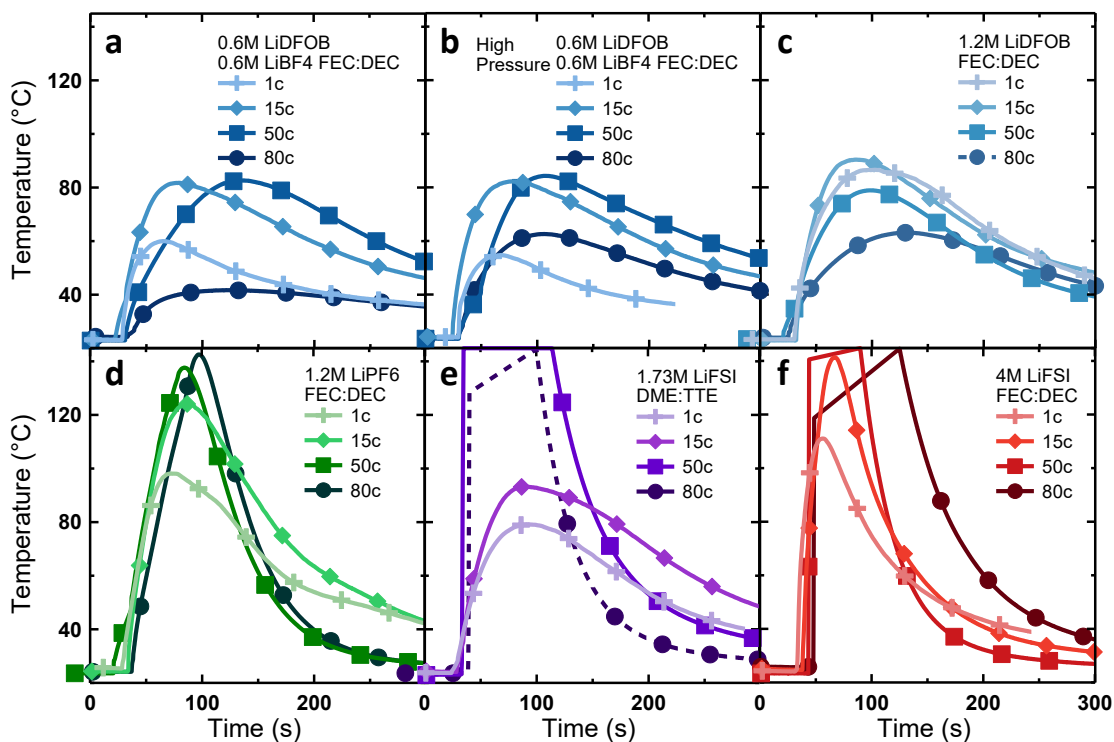 a
0.6M LiDFOB
0.6M LiBF4 FEC:DEC
1c
15c
50c
80c
b
High
Pressure
0.6M LiDFOB
0.6M LiBF4 FEC:DEC
1c
15c
50c
80c
c
1.2M LiDFOB
FEC:DEC
1c
15c
50c
80c
Temperature (°C)
120
80
40
d
1.2M LiPF6
FEC:DEC
1c
15c
50c
80c
e
1.73M LiFSI
DME:TTE
1c
15c
50c
80c
f
4M LiFSI
FEC:DEC
1c
15c
50c
80c
Temperature (°C)
120
80
40
0 100 200 0 100 200 0 100 200 300
Time (s) Time (s) Time (s)